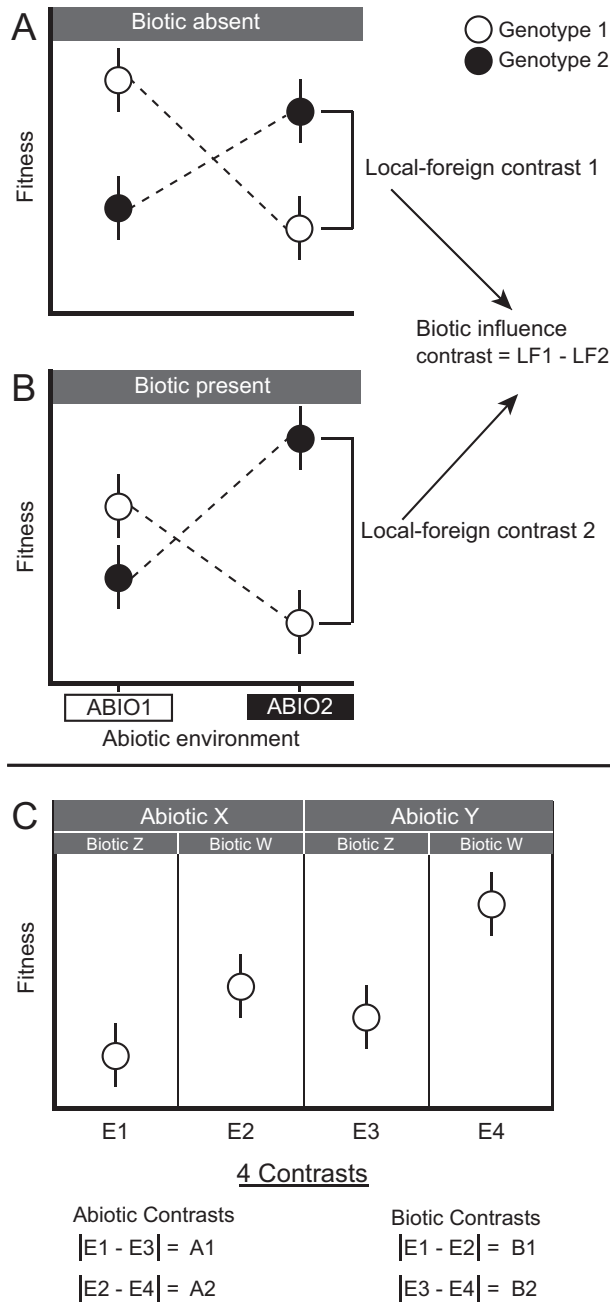 A
Biotic absent
Genotype 1
Genotype 2
Fitness
Local-foreign contrast 1
Biotic influence
contrast = LF1 - LF2
B
Biotic present
Fitness
Local-foreign contrast 2
ABIO1
ABIO2
Abiotic environment
C
Abiotic X
Abiotic Y
Biotic Z
Biotic W
Biotic Z
Biotic W
Fitness
E1
E2
E3
E4
4 Contrasts
Abiotic Contrasts
|E1 - E3| = A1
|E2 - E4| = A2
Biotic Contrasts
|E1 - E2| = B1
|E3 - E4| = B2